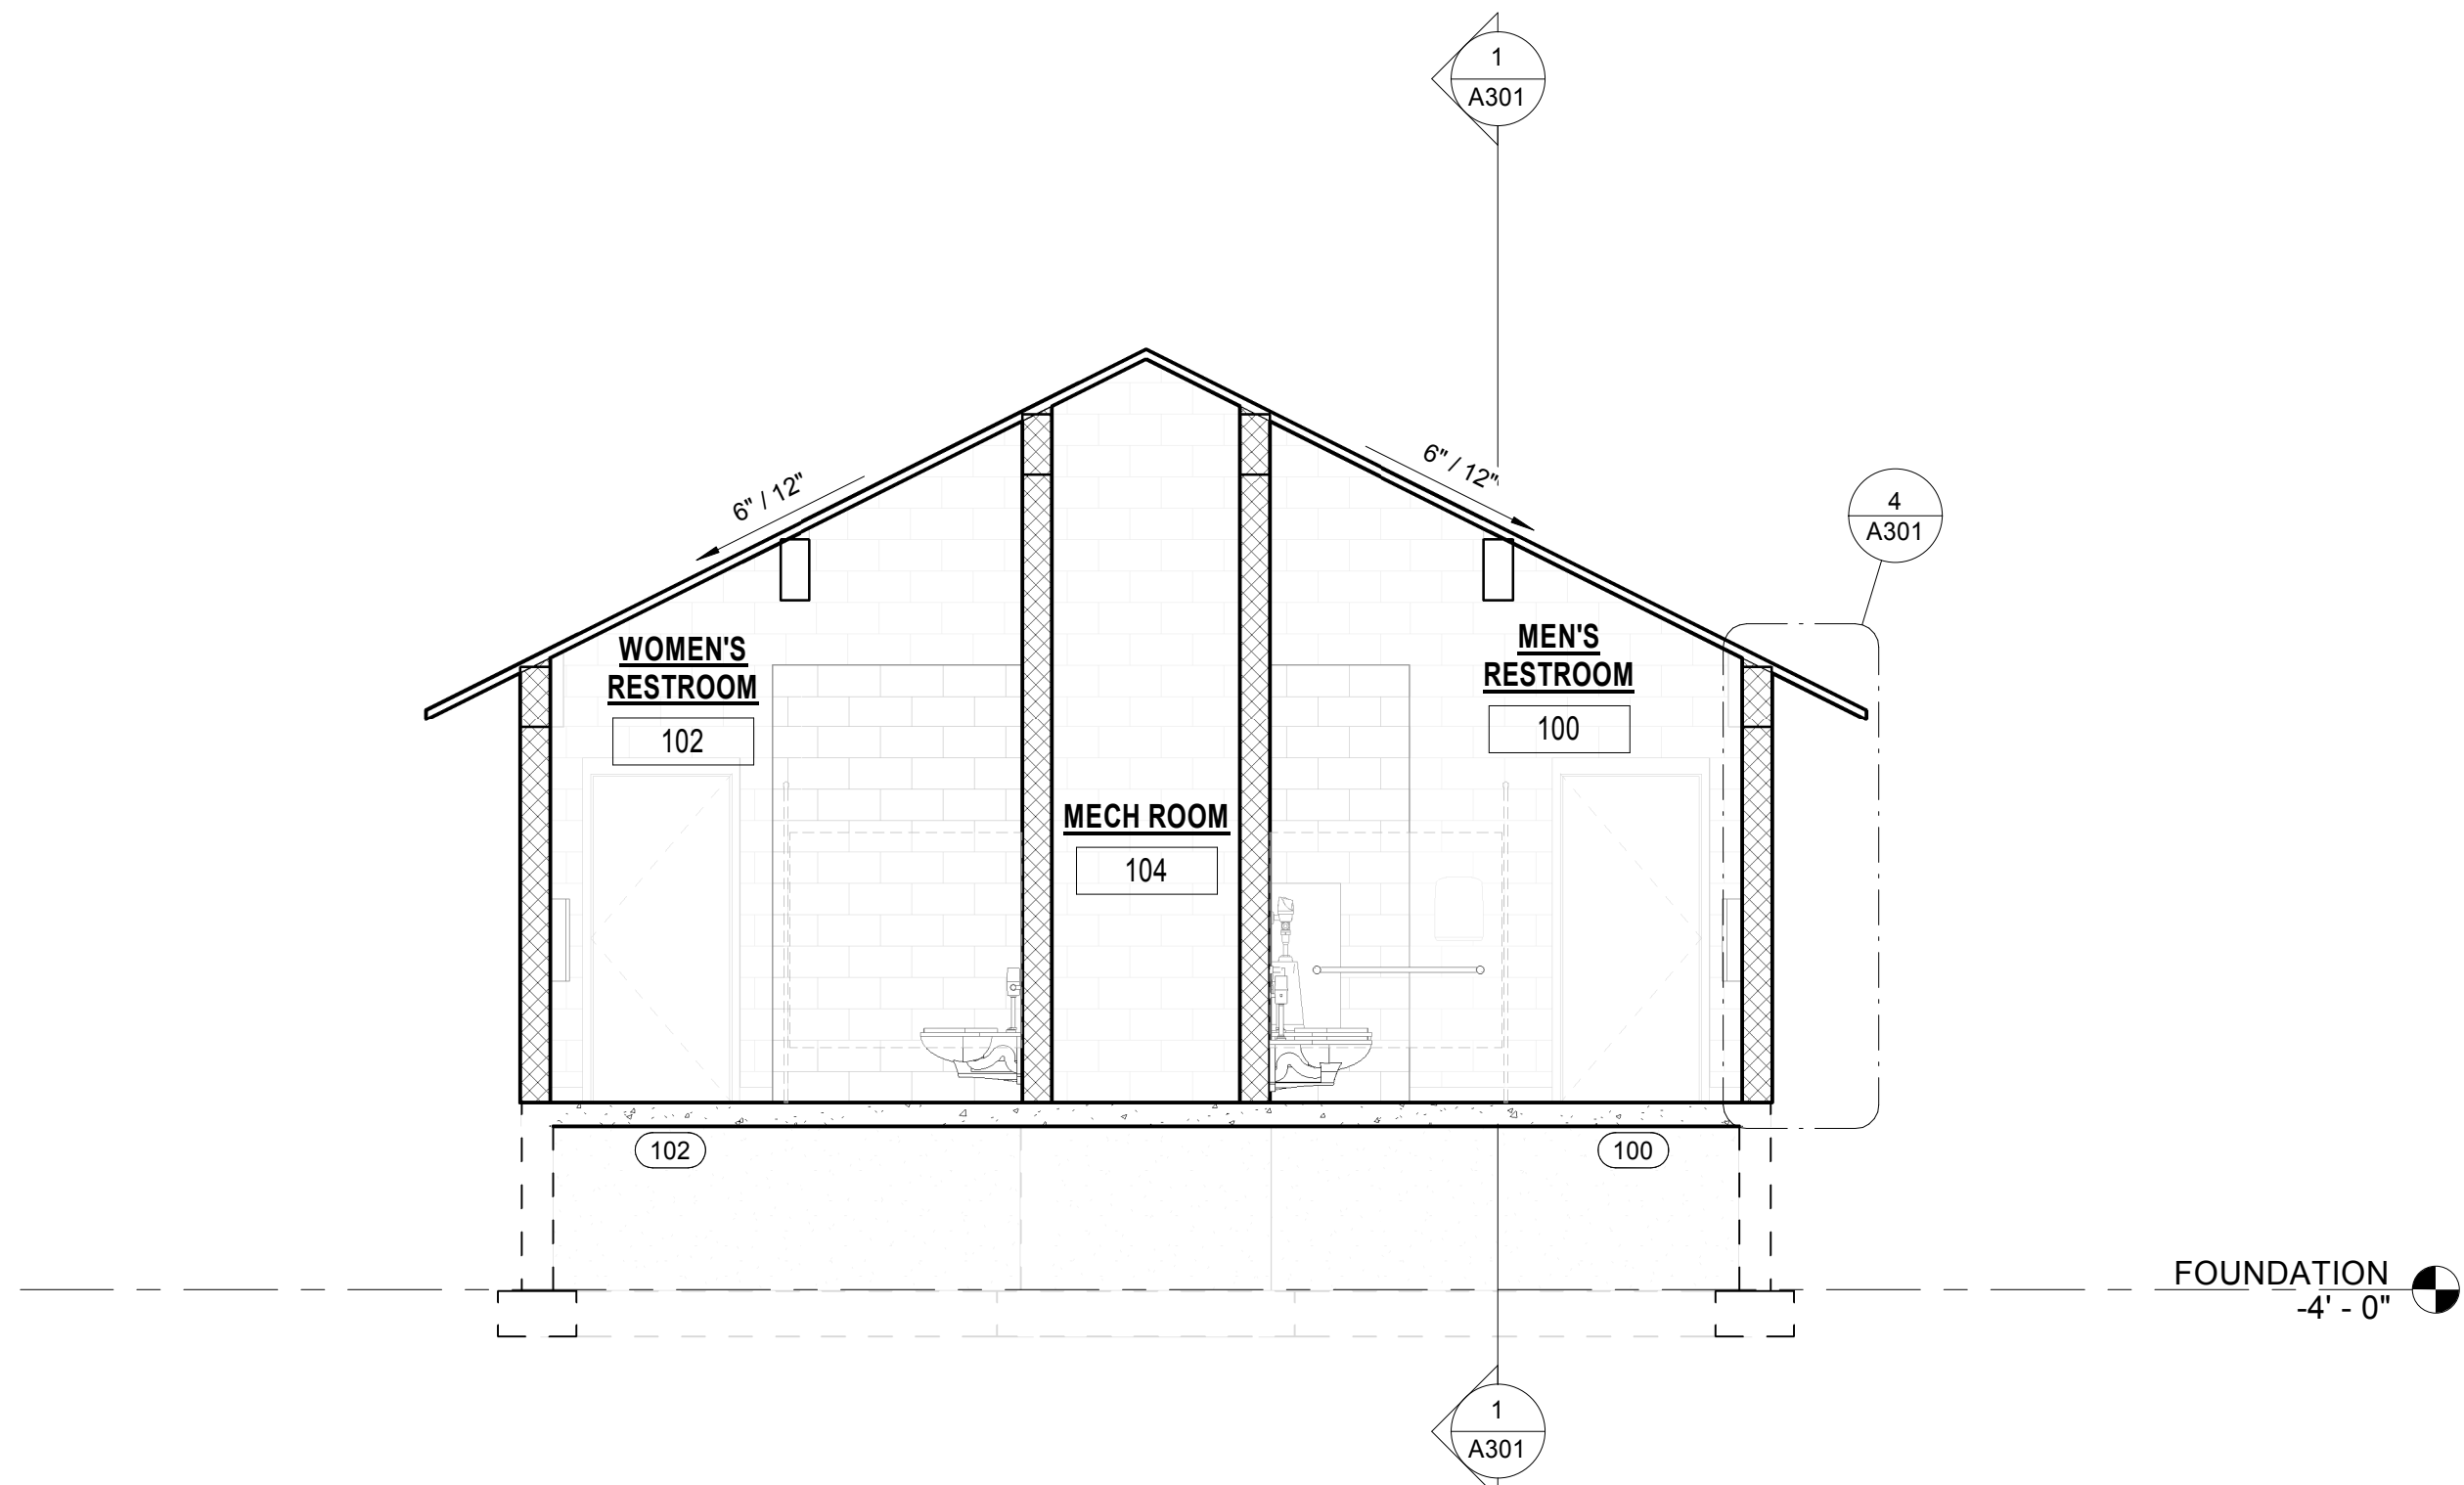 1
A301
6" / 12"
6" / 12"
4
A301
WOMEN'S
RESTROOM
102
MEN'S
RESTROOM
100
MECH ROOM
104
102
100
FOUNDATION
-4' - 0"
1
A301